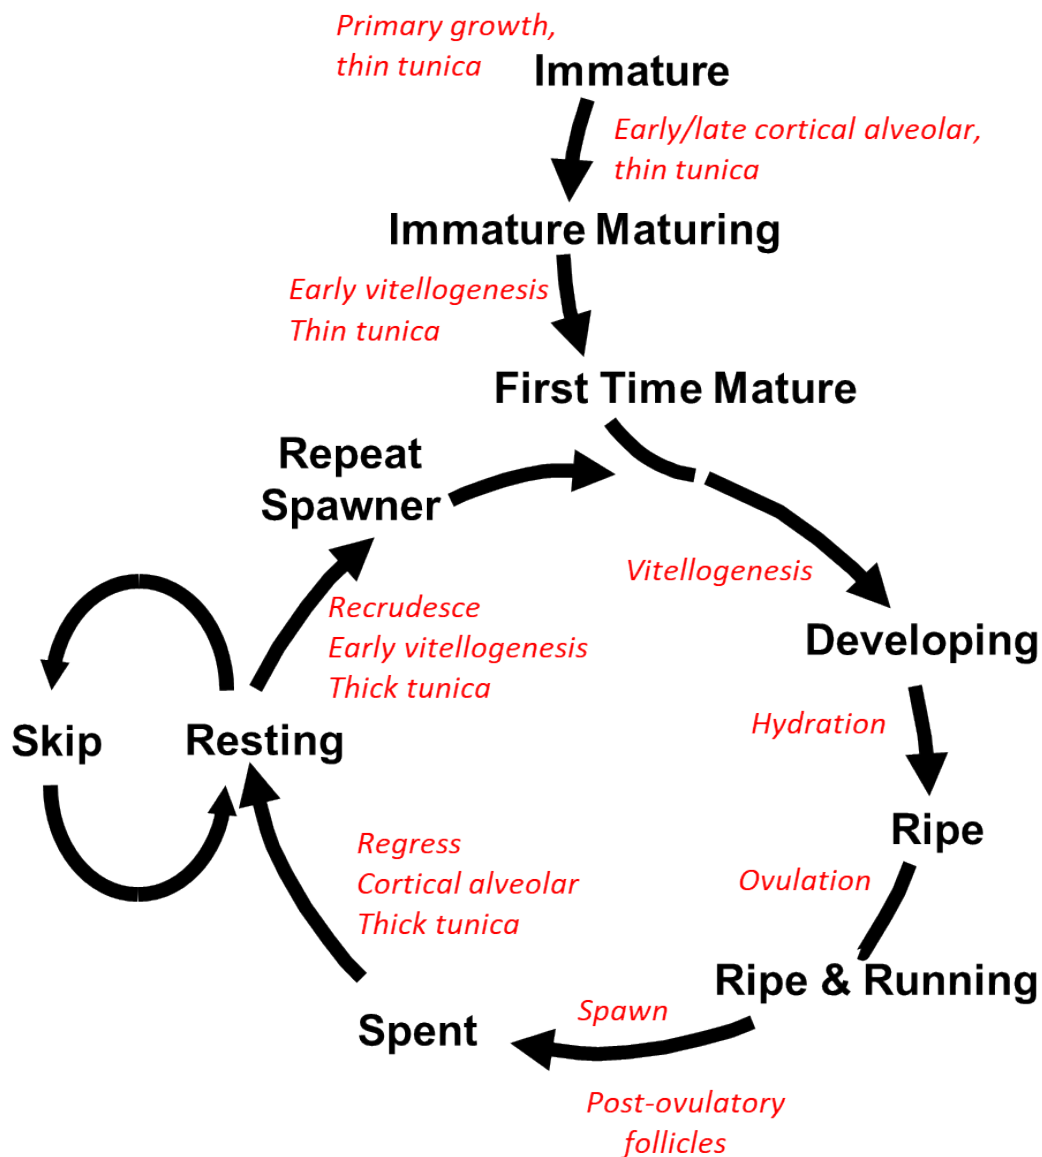 Primary growth,
thin tunica
Immature
Early/late cortical alveolar,
thin tunica
Immature Maturing
Early vitellogenesis
Thin tunica
First Time Mature
Repeat
Spawner
Vitellogenesis
Recrudesce
Early vitellogenesis
Thick tunica
Developing
Hydration
Skip
Resting
Ripe
Regress
Cortical alveolar
Thick tunica
Ovulation
Ripe & Running
Spawn
Spent
Post-ovulatory
follicles